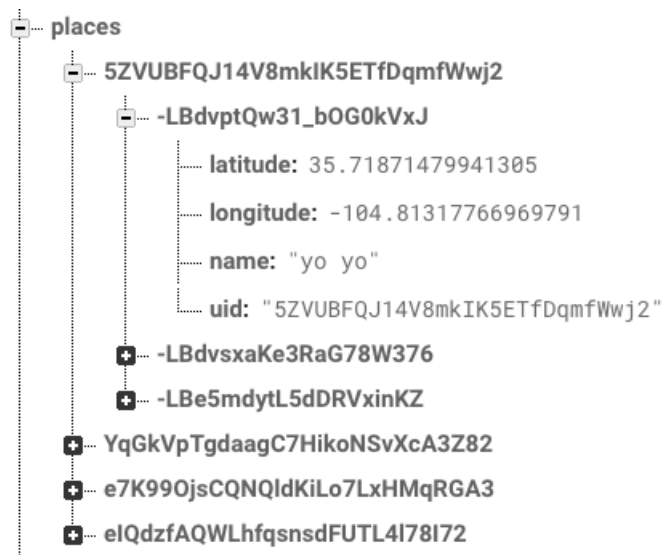 places
5ZVUBFQJ14V8mkIK5ETfDqmfWwj2
-LBdvptQw31_bOG0kVxJ
latitude: 35.71871479941305
longitude: -104.81317766969791
name: "yo yo"
uid: "5ZVUBFQJ14V8mkIK5ETfDqmfWwj2"
-LBdvsxaKe3RaG78W376
-LBe5mdytL5dDRVxinKZ
YqGkVpTgdaagC7HikoNSvXcA3Z82
e7K99OjsCQNQldKiLo7LxHMqRGA3
eIQdzfAQWLhfqsnsdFUTL4l78I72